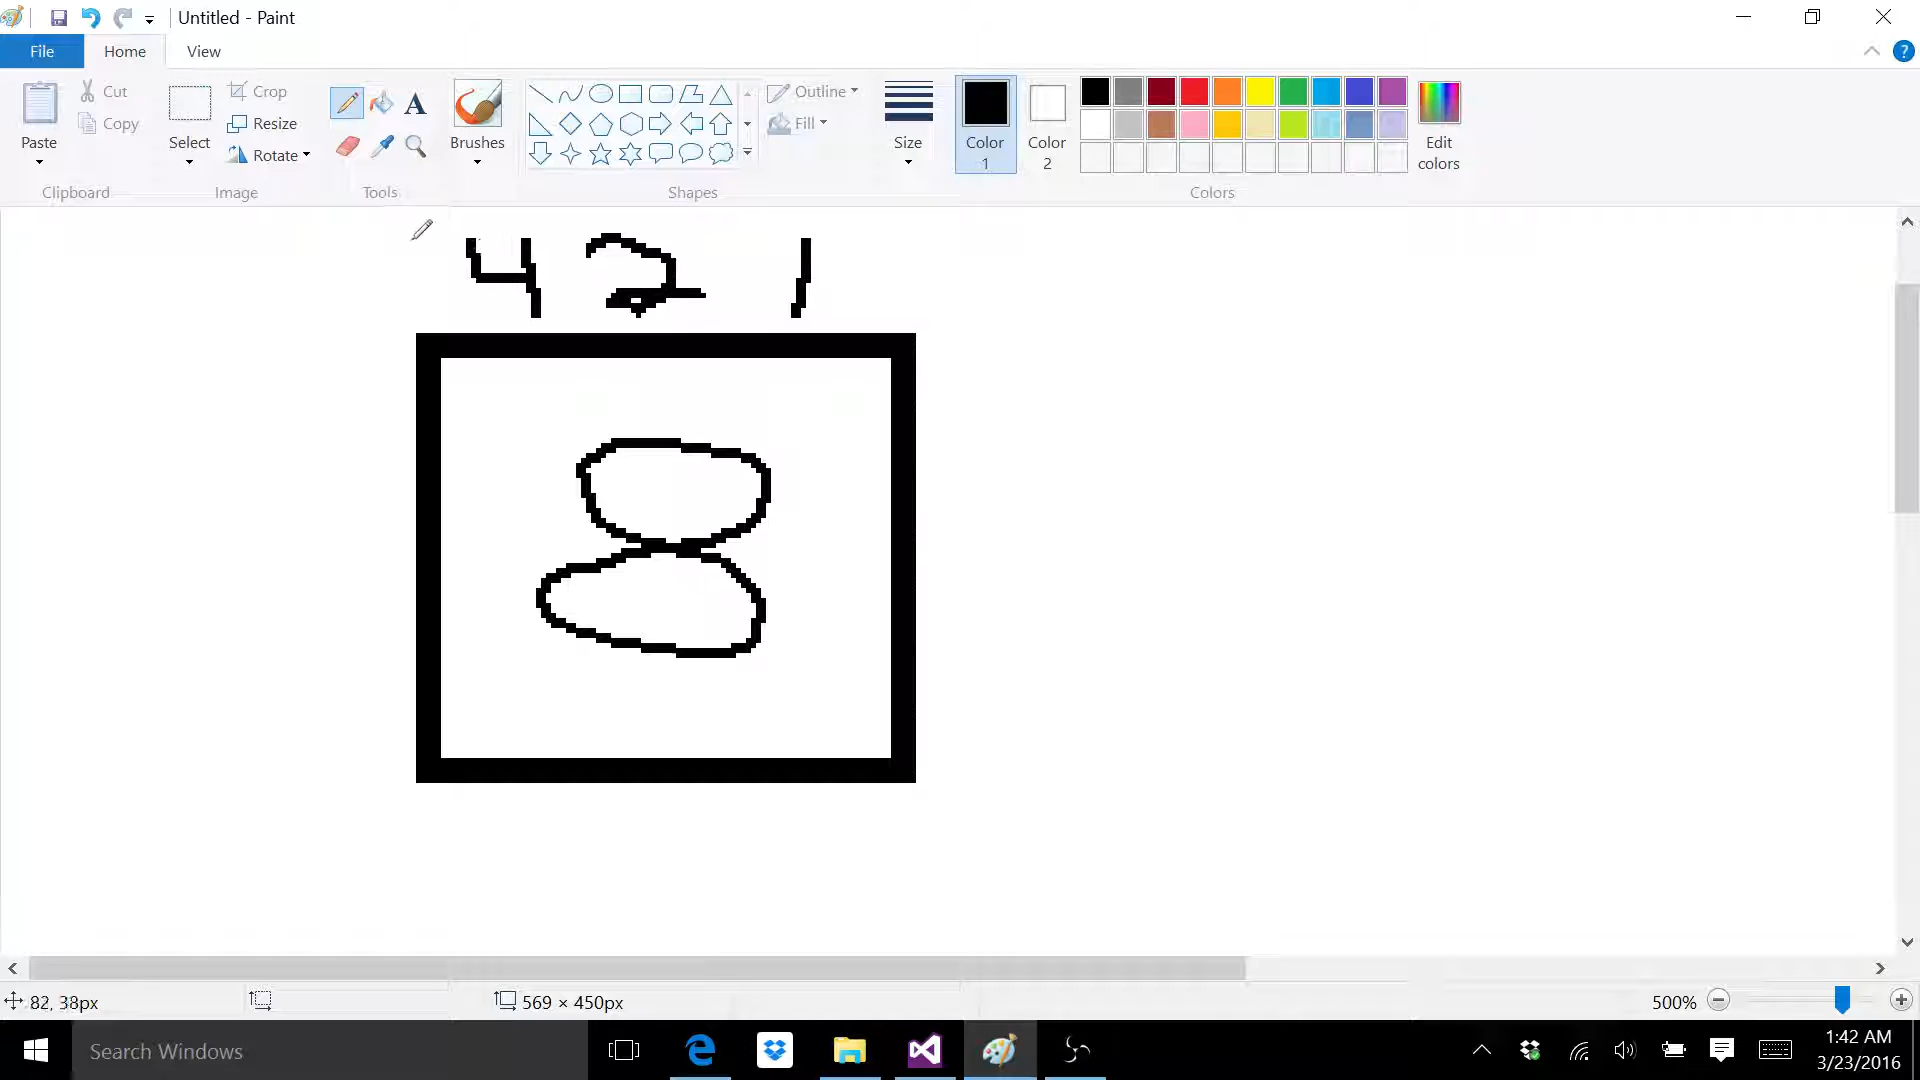 Untitled - Paint
File Home View
Paste
Cut
Copy
Clipboard
Select
Crop
Resize
Rotate
Image
A
Tools
Brushes
Shapes
Outline
Fill
Size
Color 1
Color 2
Colors
Edit colors
4 2 1
8
82, 38px
569 × 450px
500%
Search Windows
1:42 AM
3/23/2016